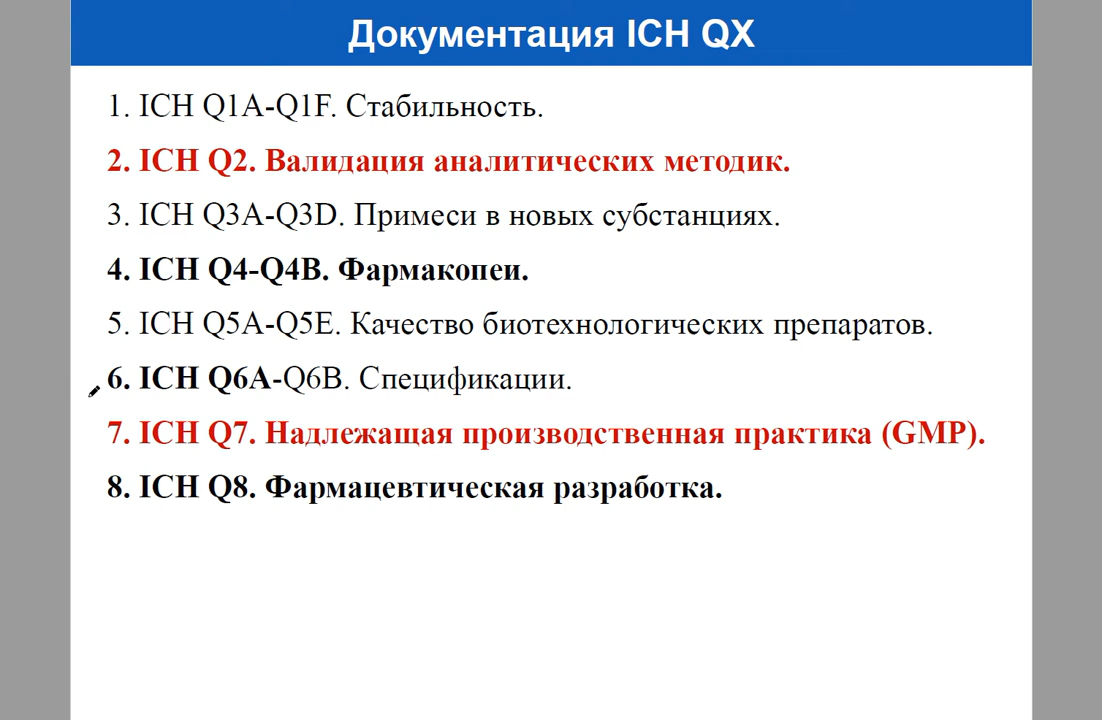 Документация ICH QX
1. ICH Q1A-Q1F. Стабильность.
2. ICH Q2. Валидация аналитических методик.
3. ICH Q3A-Q3D. Примеси в новых субстанциях.
4. ICH Q4-Q4B. Фармакопеи.
5. ICH Q5A-Q5E. Качество биотехнологических препаратов.
6. ICH Q6A-Q6B. Спецификации.
7. ICH Q7. Надлежащая производственная практика (GMP).
8. ICH Q8. Фармацевтическая разработка.